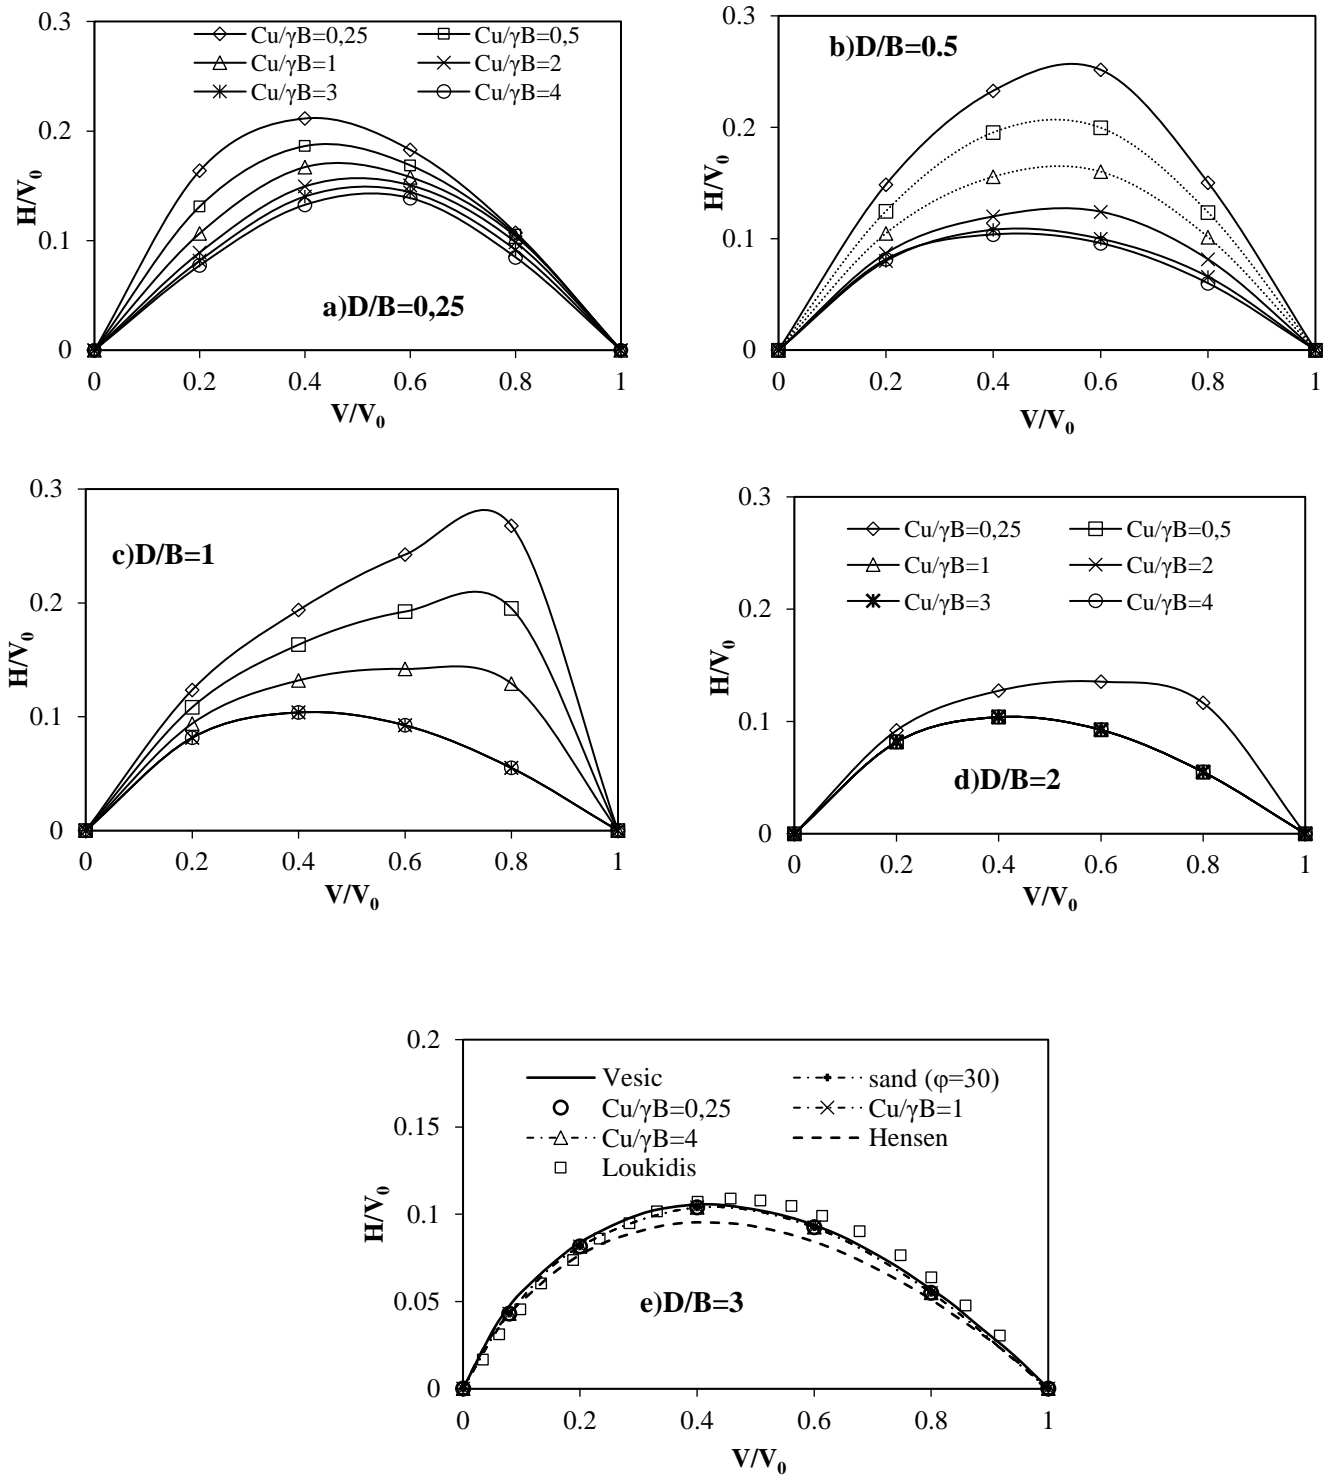 0.3
0.2
0.1
0
H/V0
Cu/γB=0,25
Cu/γB=0,5
Cu/γB=1
Cu/γB=2
Cu/γB=3
Cu/γB=4
a)D/B=0,25
0 0.2 0.4 0.6 0.8 1
V/V0
0.3
0.2
0.1
0
H/V0
b)D/B=0.5
0 0.2 0.4 0.6 0.8 1
V/V0
0.3
0.2
0.1
0
H/V0
c)D/B=1
0 0.2 0.4 0.6 0.8 1
V/V0
0.3
0.2
0.1
0
H/V0
Cu/γB=0,25
Cu/γB=0,5
Cu/γB=1
Cu/γB=2
Cu/γB=3
Cu/γB=4
d)D/B=2
0 0.2 0.4 0.6 0.8 1
V/V0
0.2
0.15
0.1
0.05
0
H/V0
Vesic
sand (φ=30)
Cu/γB=0,25
Cu/γB=1
Cu/γB=4
Hensen
Loukidis
e)D/B=3
0 0.2 0.4 0.6 0.8 1
V/V0